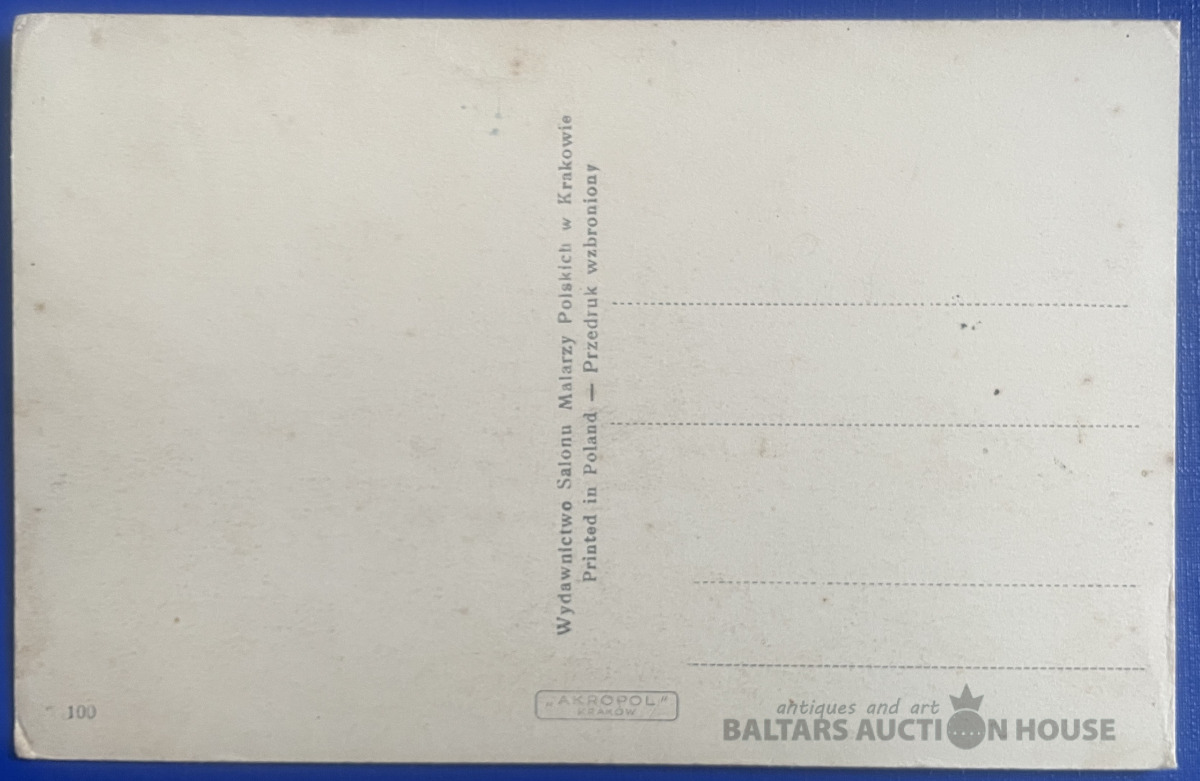 Wydawnictwo Salonu Malarzy Polskich w Krakowie
Printed in Poland — Przedruk wzbroniony
100
„AKROPOL"
KRAKÓW
antiques and art
BALTARS AUCTION HOUSE